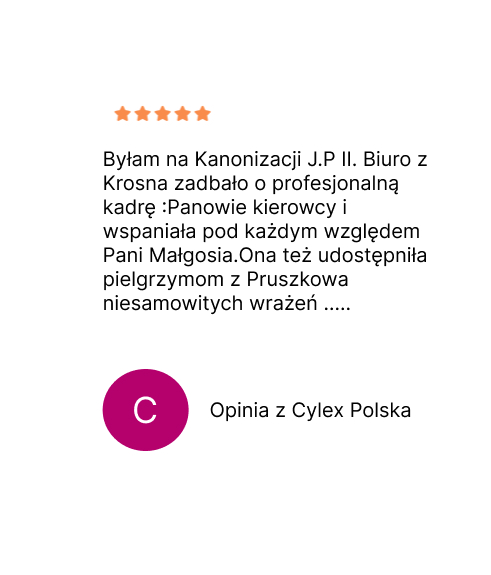 Byłam na Kanonizacji J.P II. Biuro z
Krosna zadbało o profesjonalną
kadrę :Panowie kierowcy i
wspaniała pod każdym względem
Pani Małgosia.Ona też udostępniła
pielgrzymom z Pruszkowa
niesamowitych wrażeń .....
C
Opinia z Cylex Polska